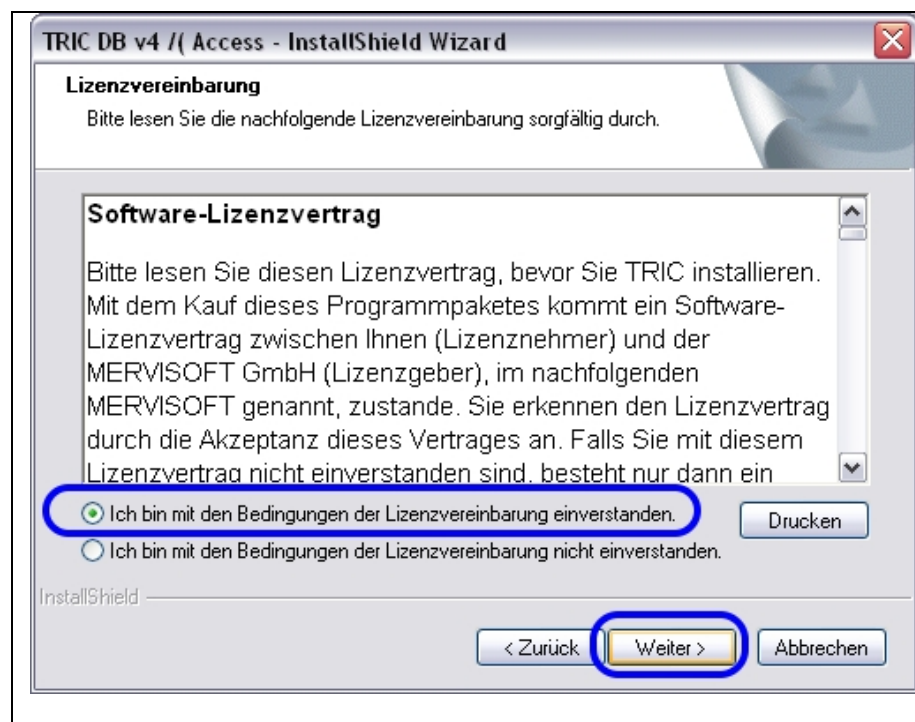 TRIC DB v4 /( Access - InstallShield Wizard
Lizenzvereinbarung
Bitte lesen Sie die nachfolgende Lizenzvereinbarung sorgfältig durch.
Software-Lizenzvertrag
Bitte lesen Sie diesen Lizenzvertrag, bevor Sie TRIC installieren.
Mit dem Kauf dieses Programmpaketes kommt ein Software-
Lizenzvertrag zwischen Ihnen (Lizenznehmer) und der
MERVISOFT GmbH (Lizenzgeber), im nachfolgenden
MERVISOFT genannt, zustande. Sie erkennen den Lizenzvertrag
durch die Akzeptanz dieses Vertrages an. Falls Sie mit diesem
Lizenzvertrag nicht einverstanden sind, besteht nur dann ein
Ich bin mit den Bedingungen der Lizenzvereinbarung einverstanden.
Drucken
Ich bin mit den Bedingungen der Lizenzvereinbarung nicht einverstanden.
InstallShield
< Zurück
Weiter >
Abbrechen